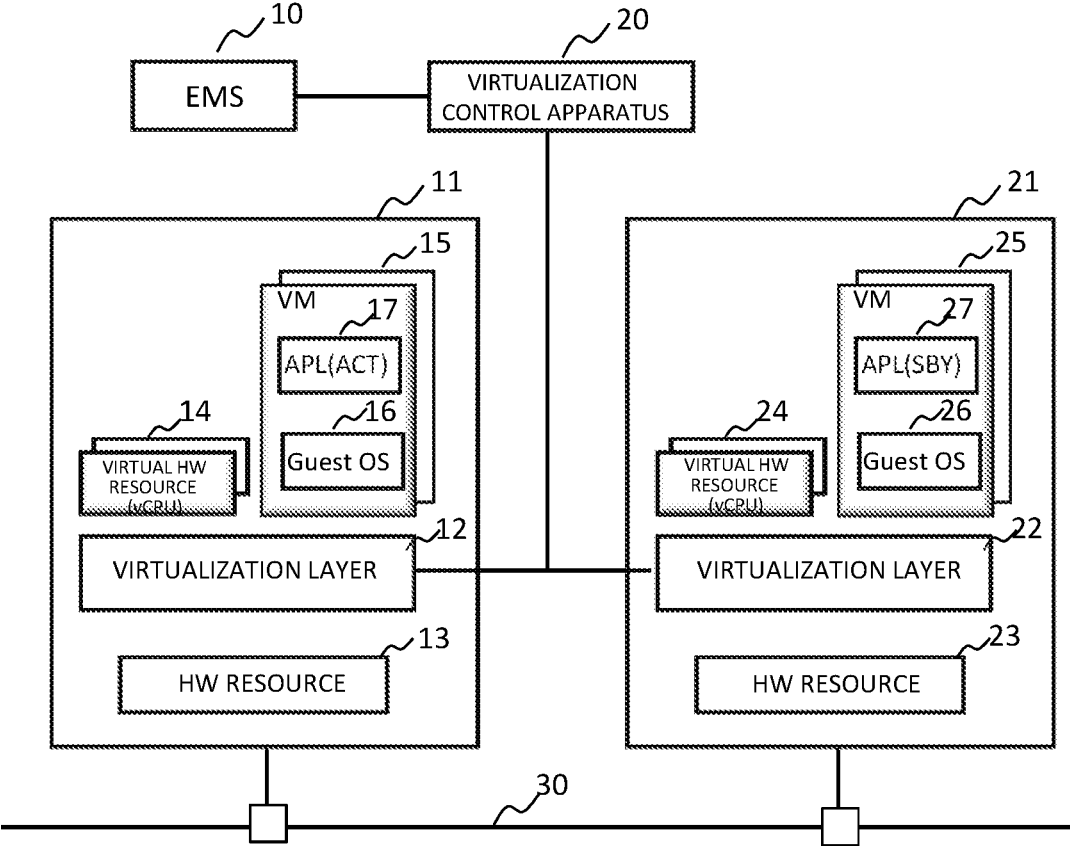 10
20
EMS
VIRTUALIZATION
CONTROL APPARATUS
11
21
15
25
VM
VM
17
27
APL(ACT)
APL(SBY)
14
16
24
26
VIRTUAL HW
RESOURCE
(vCPU)
Guest OS
VIRTUAL HW
RESOURCE
(vCPU)
Guest OS
12
22
VIRTUALIZATION LAYER
VIRTUALIZATION LAYER
13
23
HW RESOURCE
HW RESOURCE
30